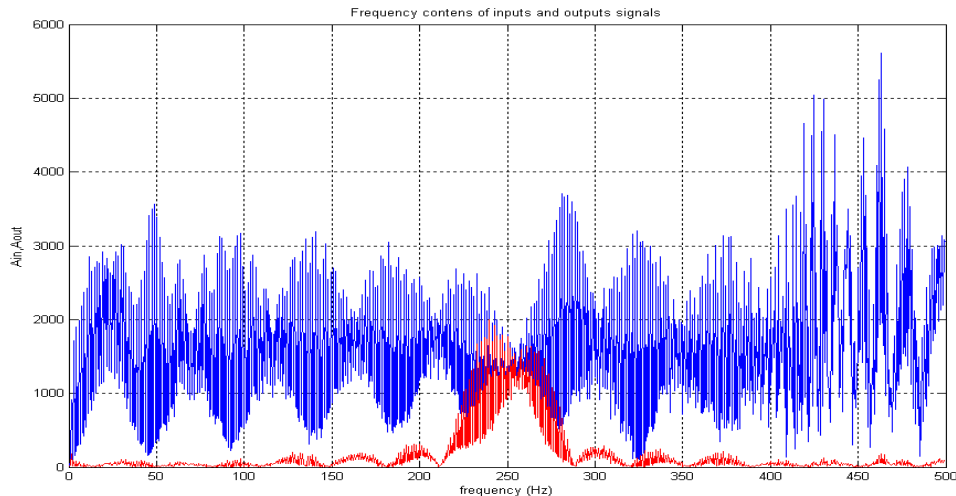 Frequency contens of inputs and outputs signals
6000
5000
4000
3000
2000
1000
0
Ain,Aout
0 50 100 150 200 250 300 350 400 450 500
frequency (Hz)